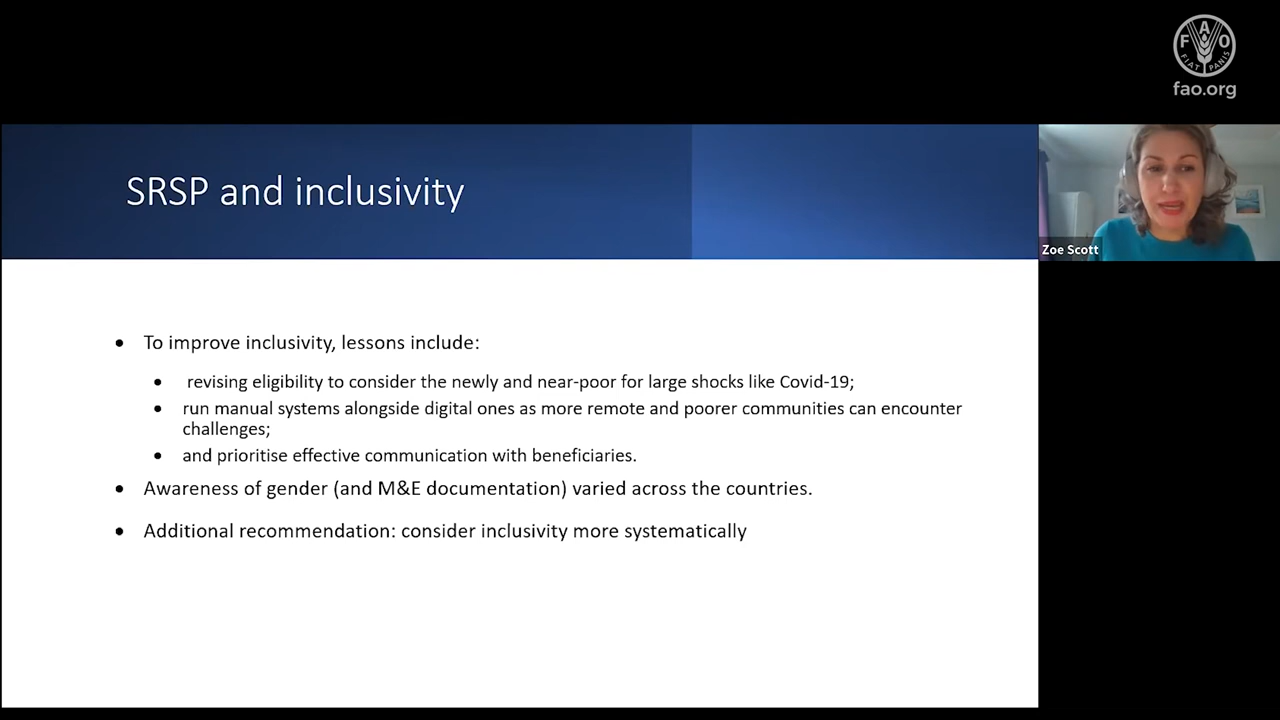 F A O
FIAT PANIS
fao.org
SRSP and inclusivity
Zoe Scott
• To improve inclusivity, lessons include:
• revising eligibility to consider the newly and near-poor for large shocks like Covid-19;
• run manual systems alongside digital ones as more remote and poorer communities can encounter
challenges;
• and prioritise effective communication with beneficiaries.
• Awareness of gender (and M&E documentation) varied across the countries.
• Additional recommendation: consider inclusivity more systematically